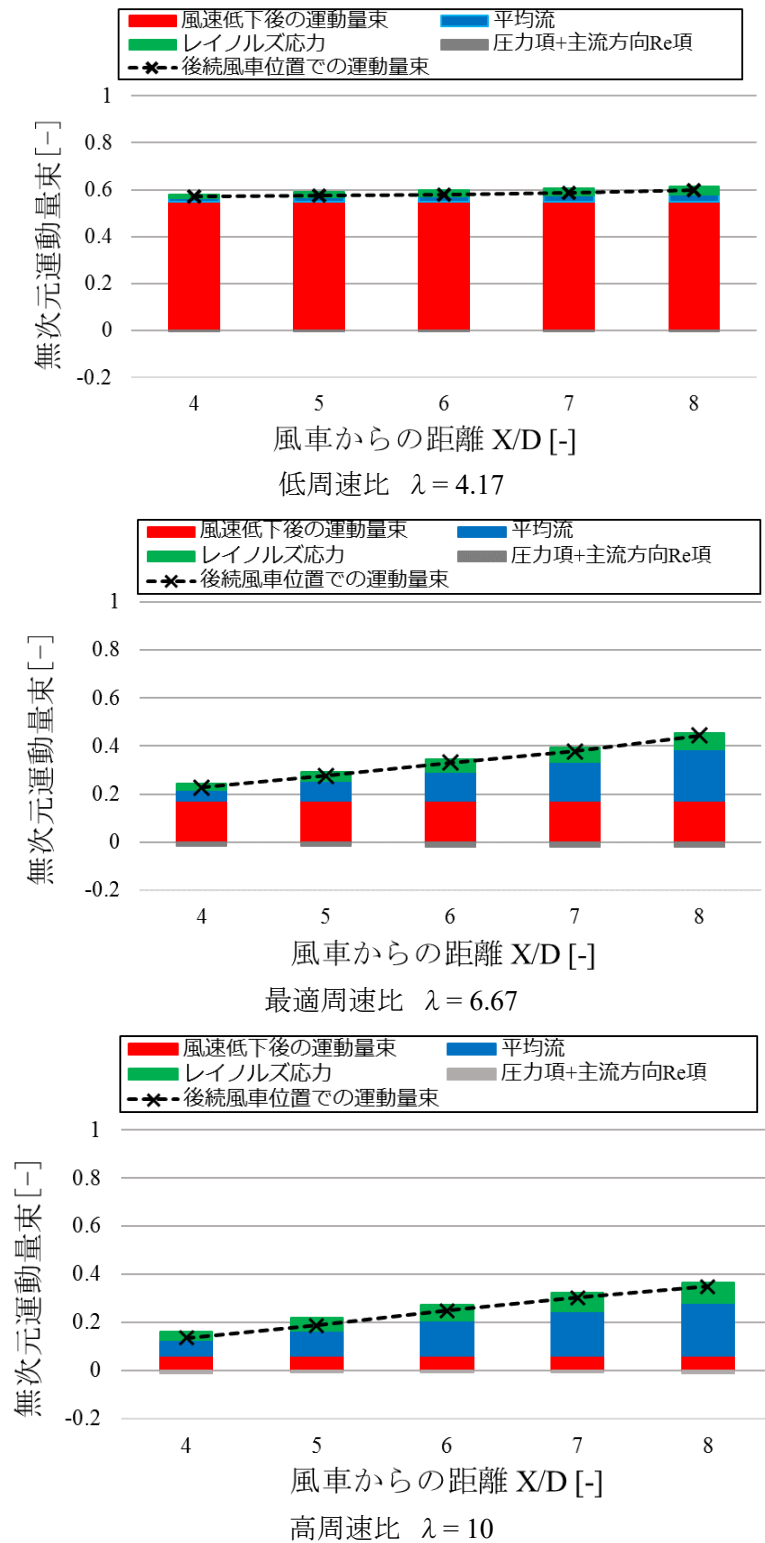 風速低下後の運動量束 平均流
レイノルズ応力 圧力項+主流方向Re項
後続風車位置での運動量束
無次元運動量束 [−]
1
0.8
0.6
0.4
0.2
0
-0.2
4 5 6 7 8
風車からの距離 X/D [-]
低周速比 λ = 4.17
風速低下後の運動量束 平均流
レイノルズ応力 圧力項+主流方向Re項
後続風車位置での運動量束
無次元運動量束 [−]
1
0.8
0.6
0.4
0.2
0
-0.2
4 5 6 7 8
風車からの距離 X/D [-]
最適周速比 λ = 6.67
風速低下後の運動量束 平均流
レイノルズ応力 圧力項+主流方向Re項
後続風車位置での運動量束
無次元運動量束 [−]
1
0.8
0.6
0.4
0.2
0
-0.2
4 5 6 7 8
風車からの距離 X/D [-]
高周速比 λ = 10